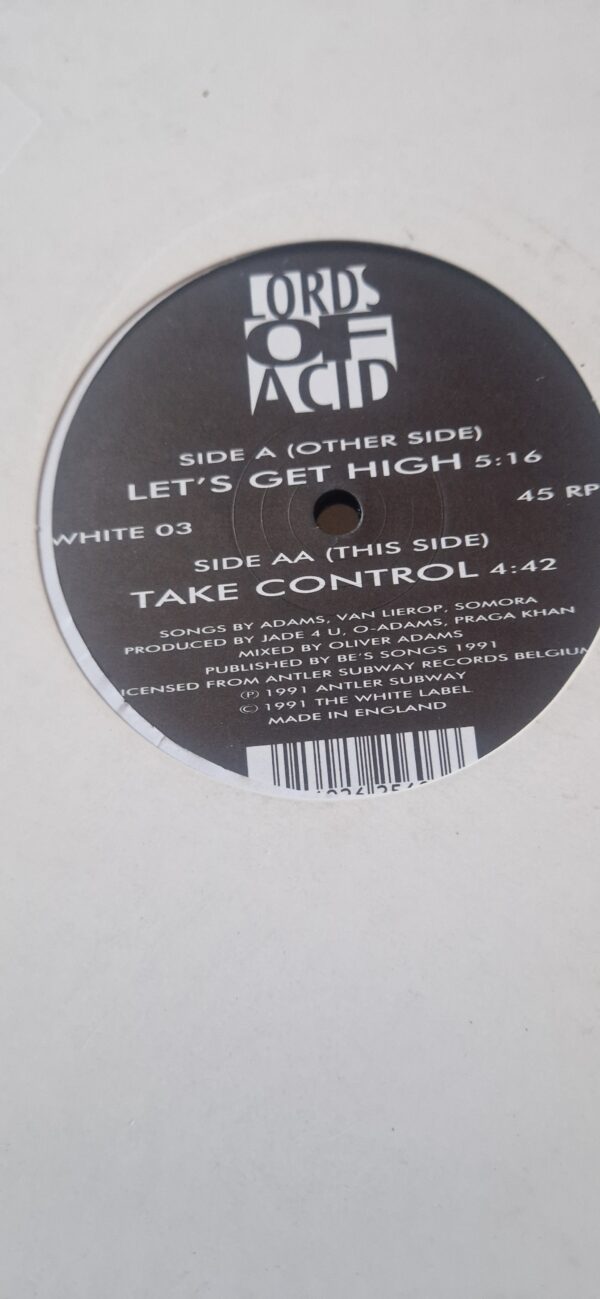 LORDS
OF
ACID
SIDE A (OTHER SIDE)
LET'S GET HIGH 5:16
45 RP
WHITE 03
SIDE AA (THIS SIDE)
TAKE CONTROL 4:42
SONGS BY ADAMS, VAN LIEROP, SOMORA
PRODUCED BY JADE 4 U, O-ADAMS, PRAGA KHAN
MIXED BY OLIVER ADAMS
PUBLISHED BY BE'S SONGS 1991
ICENSED FROM ANTLER SUBWAY RECORDS BELGIUM
Ⓟ 1991 ANTLER SUBWAY
© 1991 THE WHITE LABEL
MADE IN ENGLAND